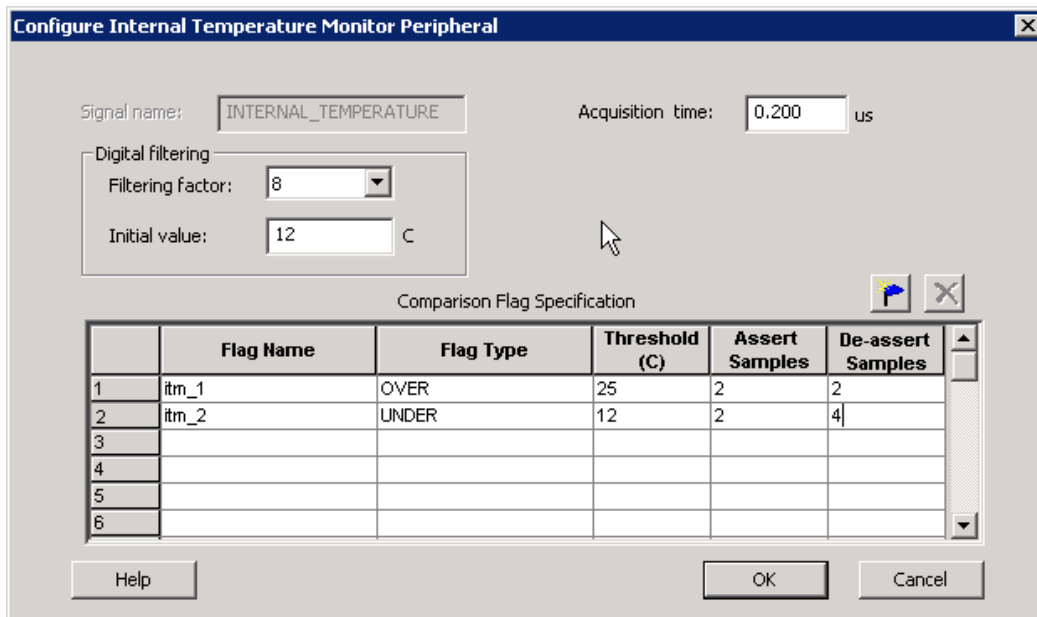 Configure Internal Temperature Monitor Peripheral
Signal name: INTERNAL_TEMPERATURE Acquisition time: 0.200 us
Digital filtering
Filtering factor: 8
Initial value: 12 C
Comparison Flag Specification
Flag Name Flag Type Threshold (C) Assert Samples De-assert Samples
1 itm_1 OVER 25 2 2
2 itm_2 UNDER 12 2 4
3
4
5
6
Help OK Cancel